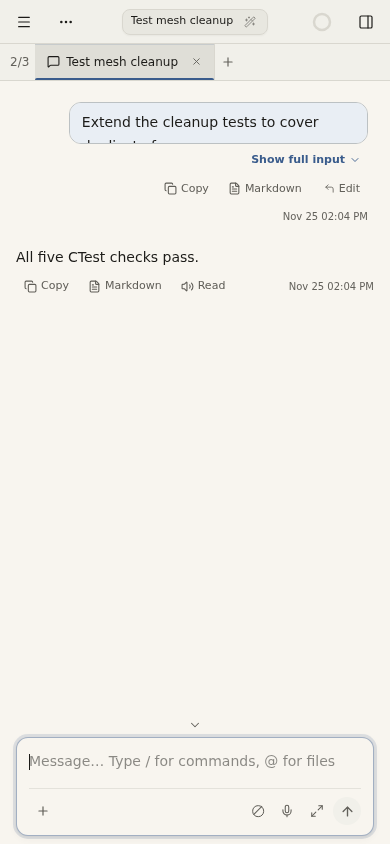 Test mesh cleanup
2/3
Test mesh cleanup
Extend the cleanup tests to cover
Show full input
Copy
Markdown
Edit
Nov 25 02:04 PM
All five CTest checks pass.
Copy
Markdown
Read
Nov 25 02:04 PM
Message... Type / for commands, @ for files